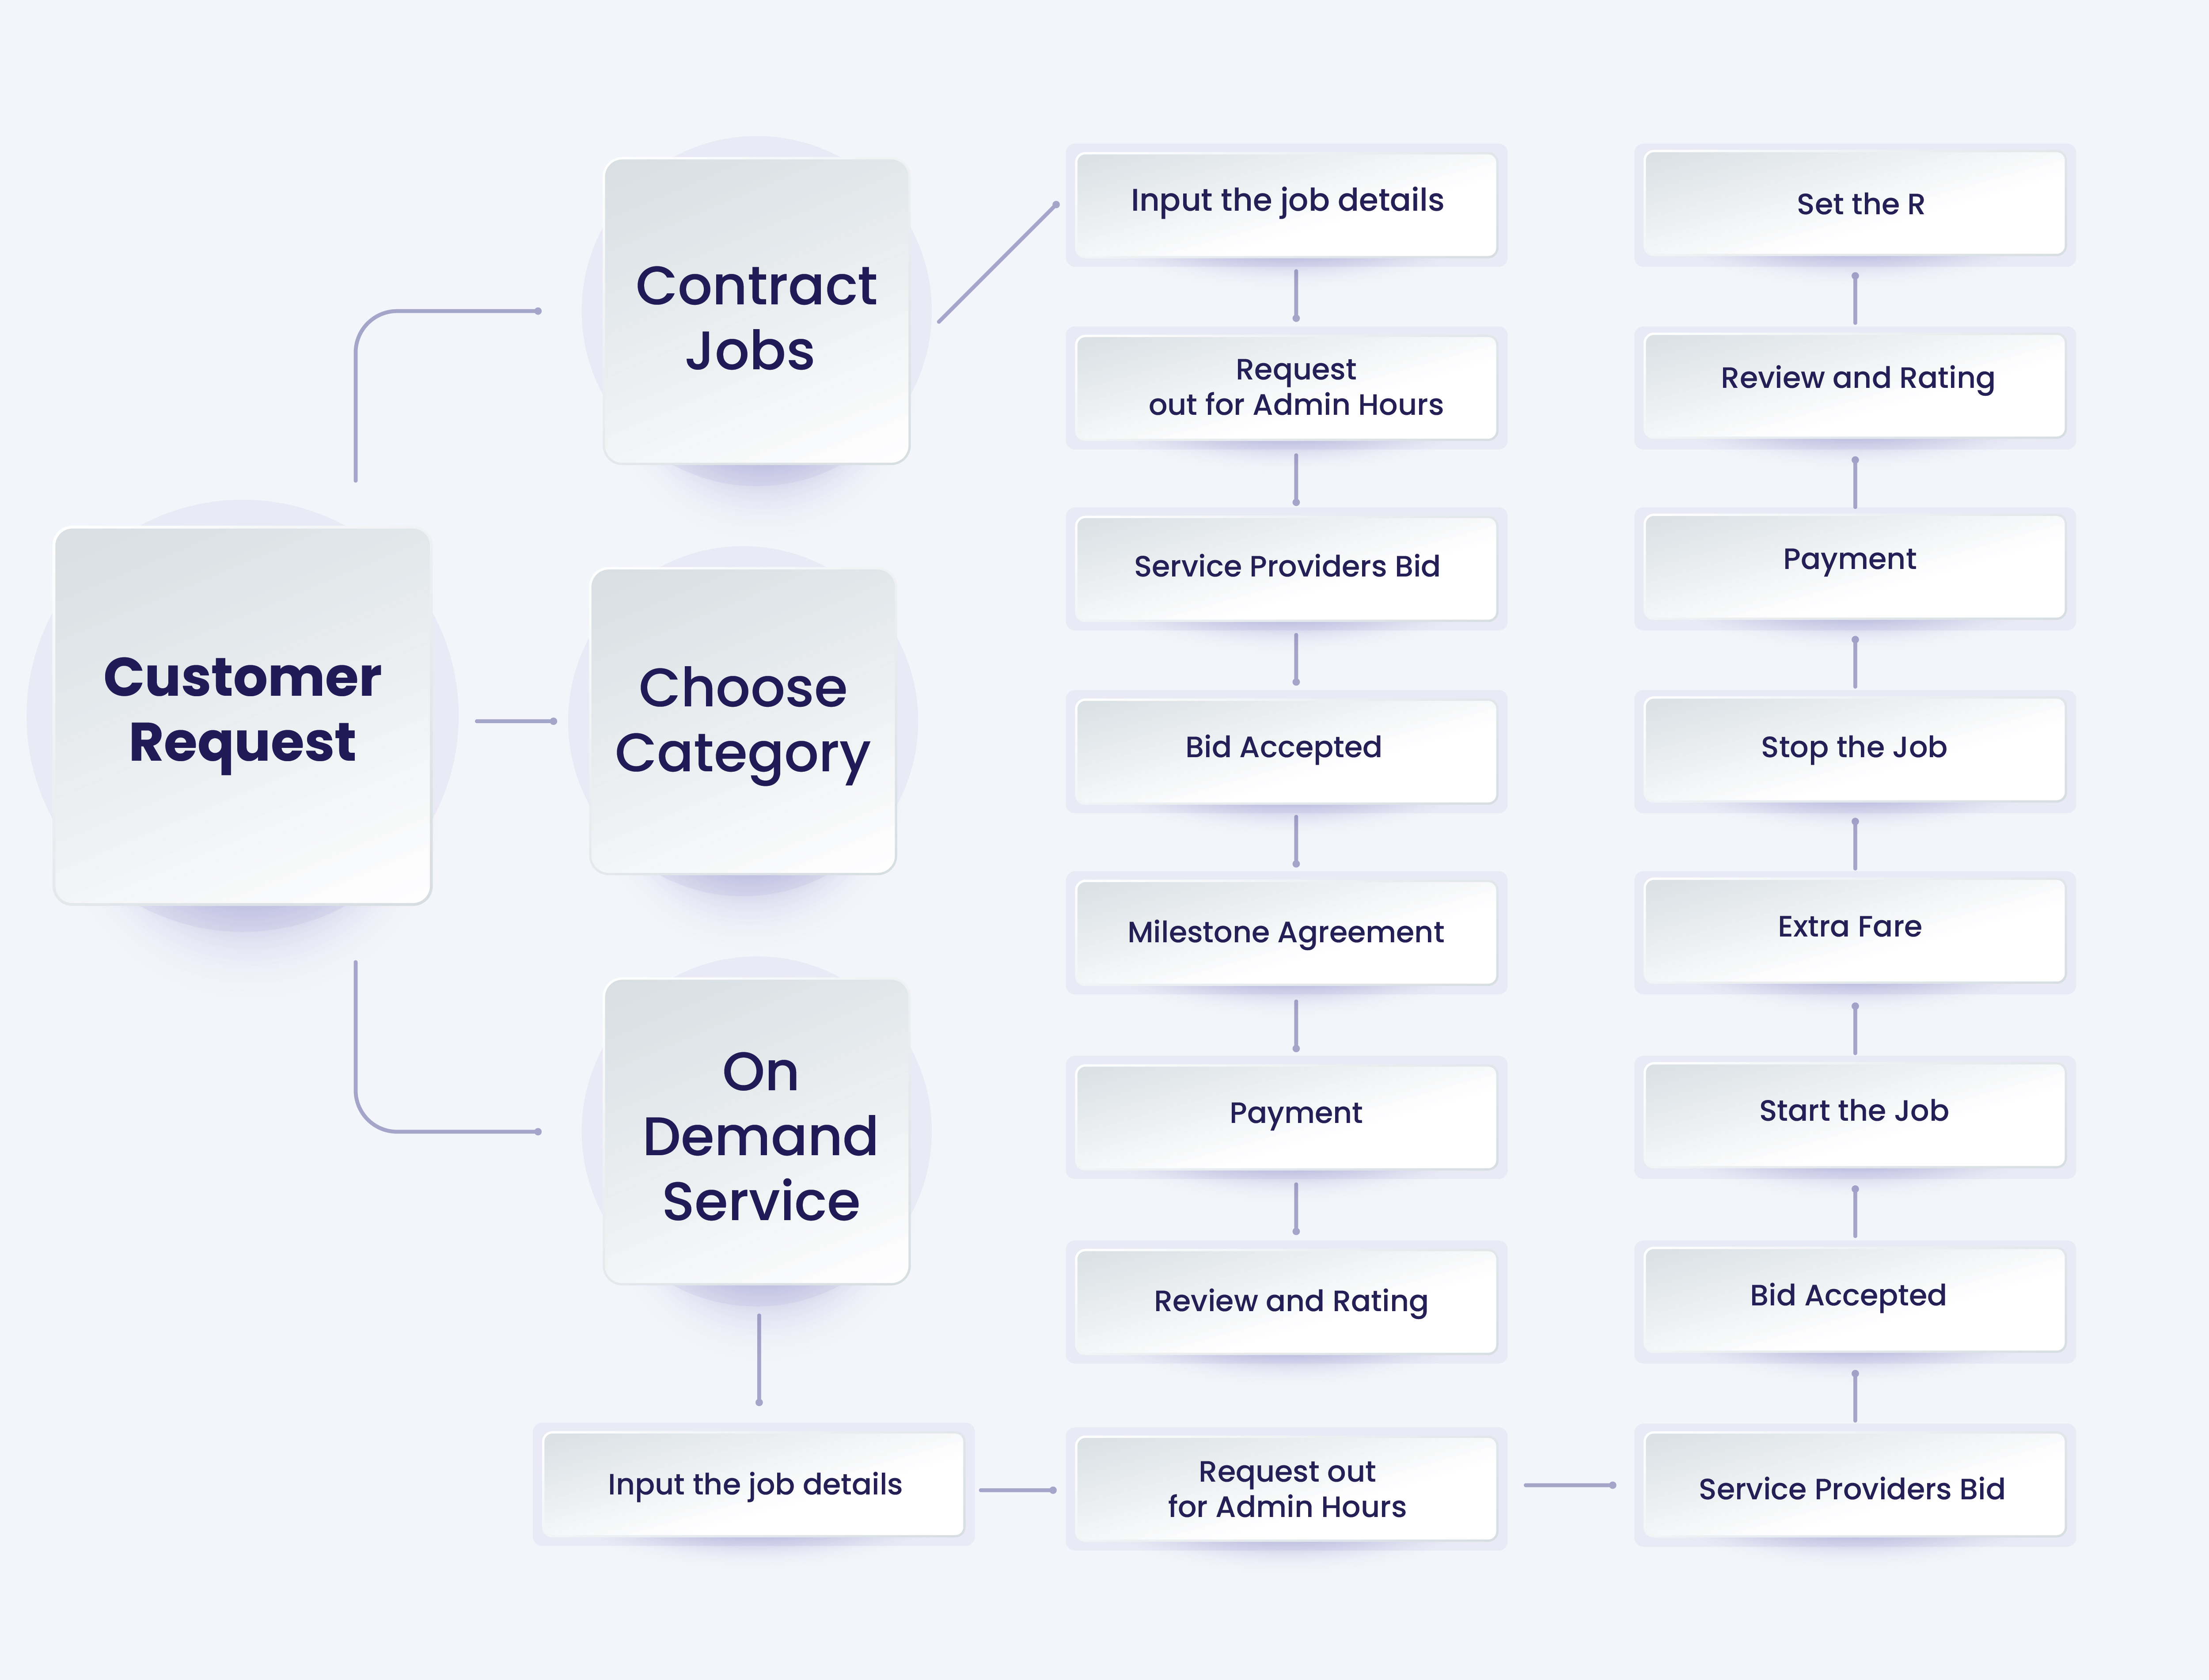 Customer
Request
Contract
Jobs
Choose
Category
On
Demand
Service
Input the job details
Request
out for Admin Hours
Service Providers Bid
Bid Accepted
Milestone Agreement
Payment
Review and Rating
Input the job details
Request out
for Admin Hours
Service Providers Bid
Bid Accepted
Start the Job
Extra Fare
Stop the Job
Payment
Review and Rating
Set the R